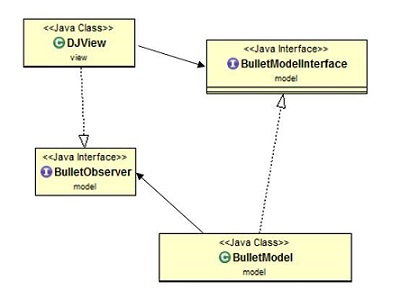 <<Java Class>>
C DJView
view
<<Java Interface>>
I BulletModelInterface
model
<<Java Interface>>
I BulletObserver
model
<<Java Class>>
C BulletModel
model